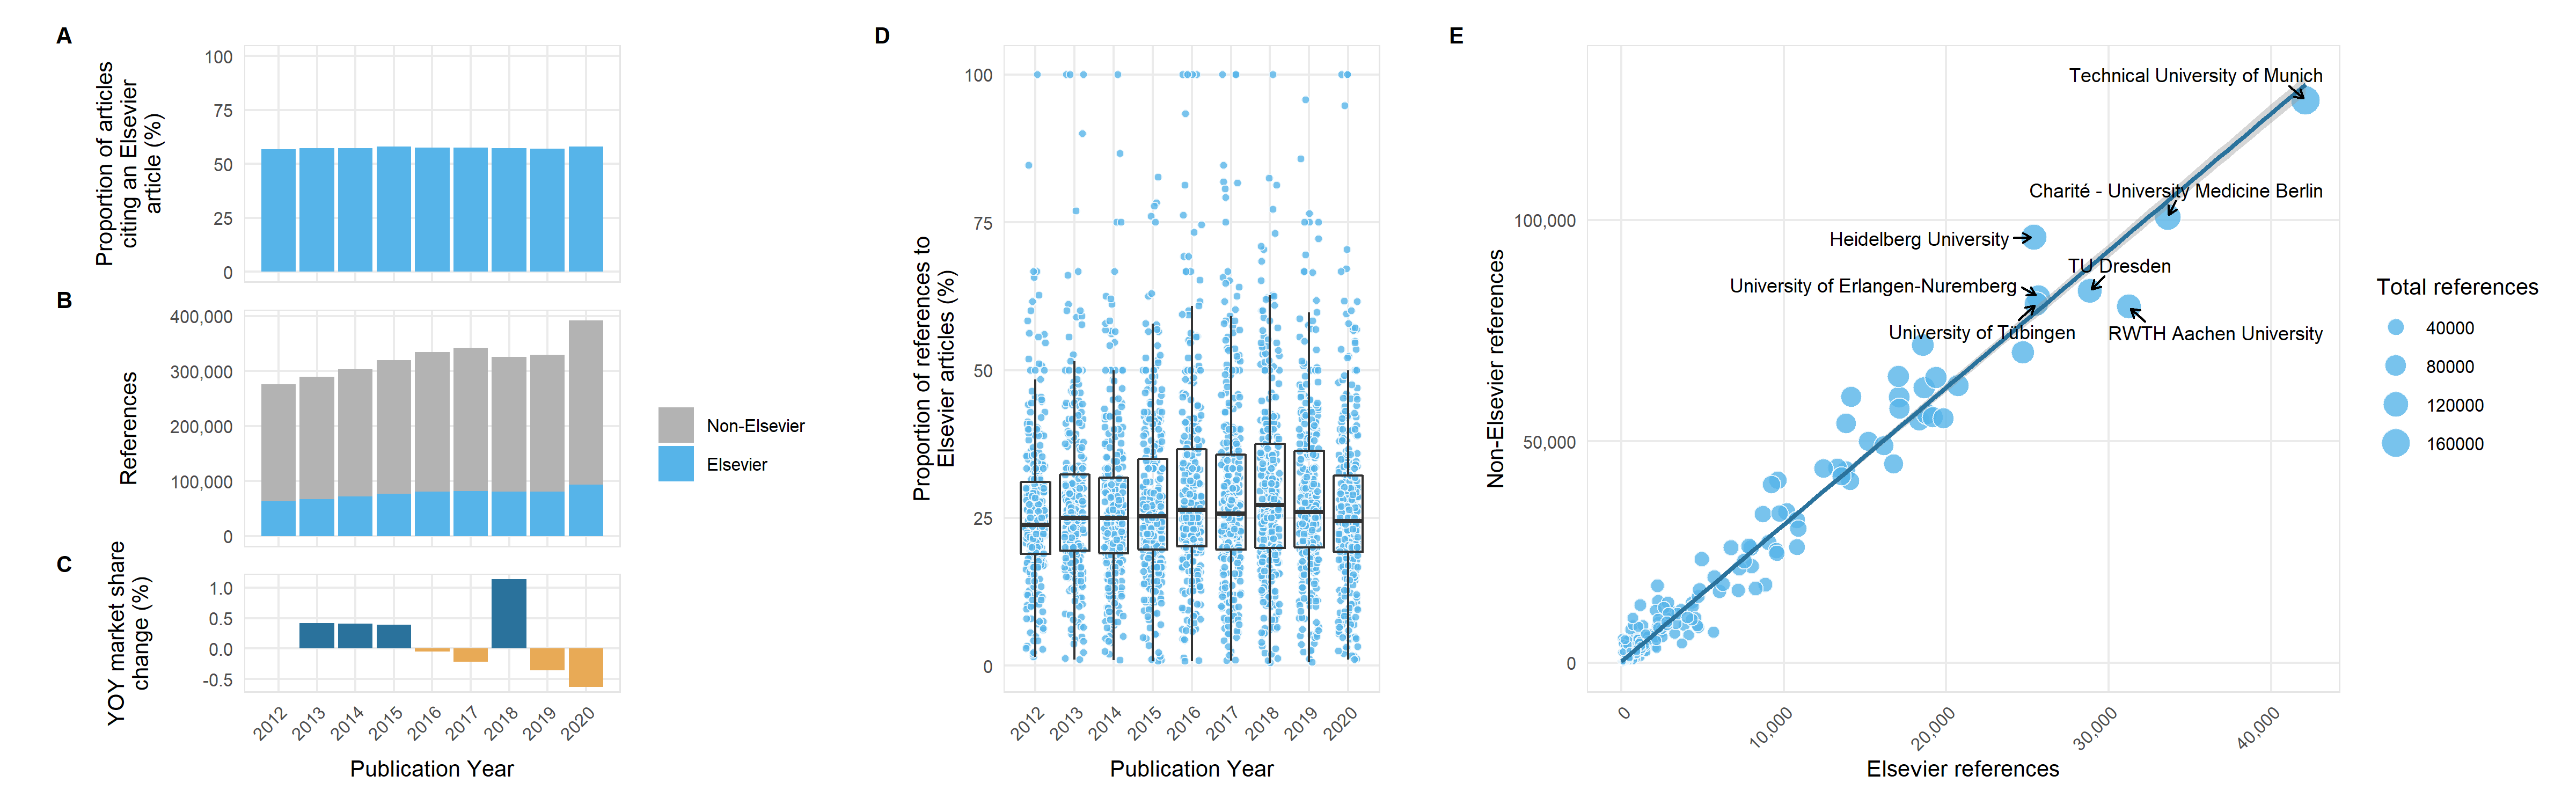 A
Proportion of articles
citing an Elsevier
article (%)
100
75
50
25
0
B
References
400,000
300,000
200,000
100,000
0
Non-Elsevier
Elsevier
C
YOY market share
change (%)
1.0
0.5
0.0
-0.5
2012
2013
2014
2015
2016
2017
2018
2019
2020
Publication Year
D
Proportion of references to
Elsevier articles (%)
100
75
50
25
0
2012
2013
2014
2015
2016
2017
2018
2019
2020
Publication Year
E
Non-Elsevier references
100,000
50,000
0
Technical University of Munich
Charité - University Medicine Berlin
Heidelberg University
TU Dresden
University of Erlangen-Nuremberg
University of Tübingen
RWTH Aachen University
0
10,000
20,000
30,000
40,000
Elsevier references
Total references
40000
80000
120000
160000